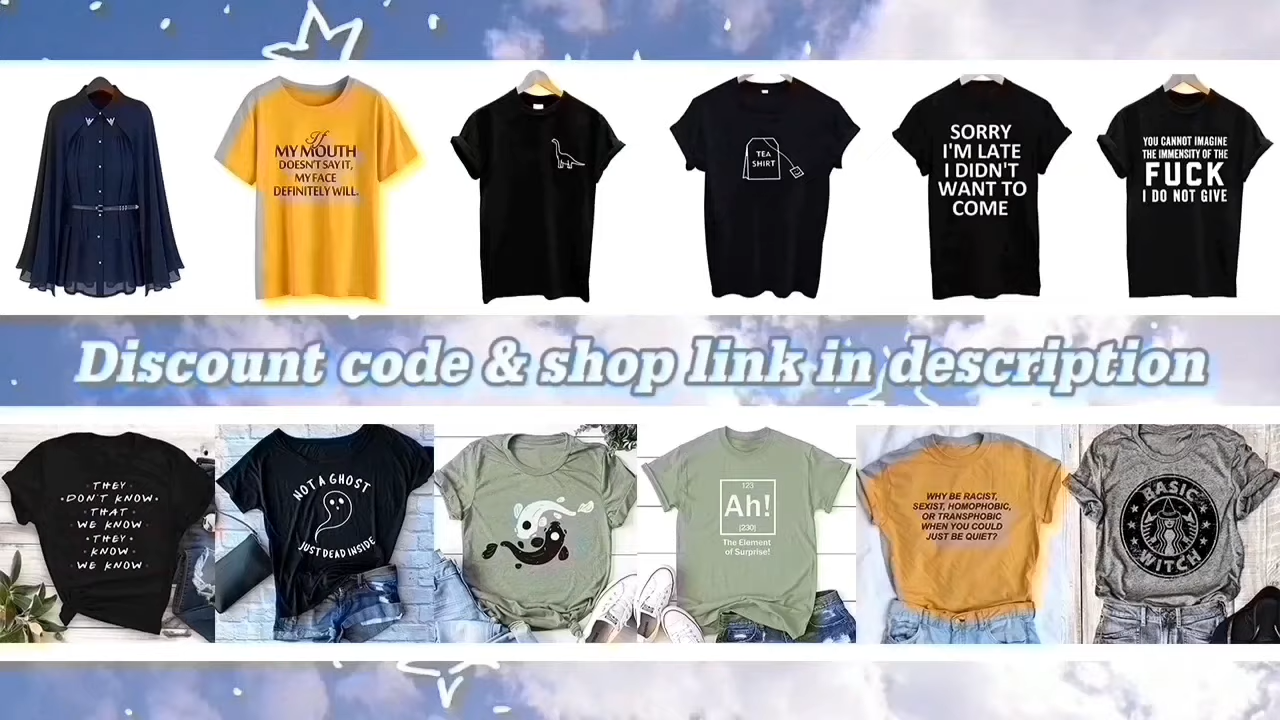 If
MY MOUTH
DOESN'T SAY IT,
MY FACE
DEFINITELY WILL.
TEA
SHIRT
SORRY
I'M LATE
I DIDN'T
WANT TO
COME
YOU CANNOT IMAGINE
THE IMMENSITY OF THE
FUCK
I DO NOT GIVE
Discount code & shop link in description
THEY
DON'T KNOW
THAT
WE KNOW
THEY
KNOW
WE KNOW
NOT A GHOST
JUST DEAD INSIDE
123
Ah!
[230]
The Element
of Surprise!
WHY BE RACIST,
SEXIST, HOMOPHOBIC,
OR TRANSPHOBIC
WHEN YOU COULD
JUST BE QUIET?
BASIC
WITCH